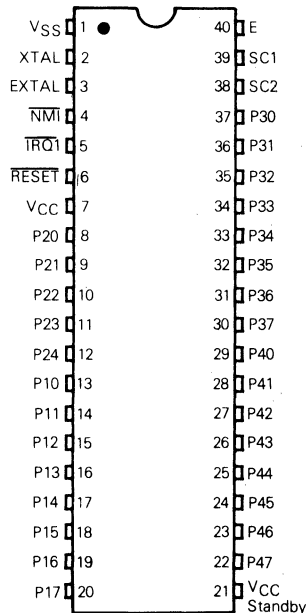 VSS 1 40 E
XTAL 2 39 SC1
EXTAL 3 38 SC2
NMI 4 37 P30
IRQ1 5 36 P31
RESET 6 35 P32
VCC 7 34 P33
P20 8 33 P34
P21 9 32 P35
P22 10 31 P36
P23 11 30 P37
P24 12 29 P40
P10 13 28 P41
P11 14 27 P42
P12 15 26 P43
P13 16 25 P44
P14 17 24 P45
P15 18 23 P46
P16 19 22 P47
P17 20 21 VCC
Standby